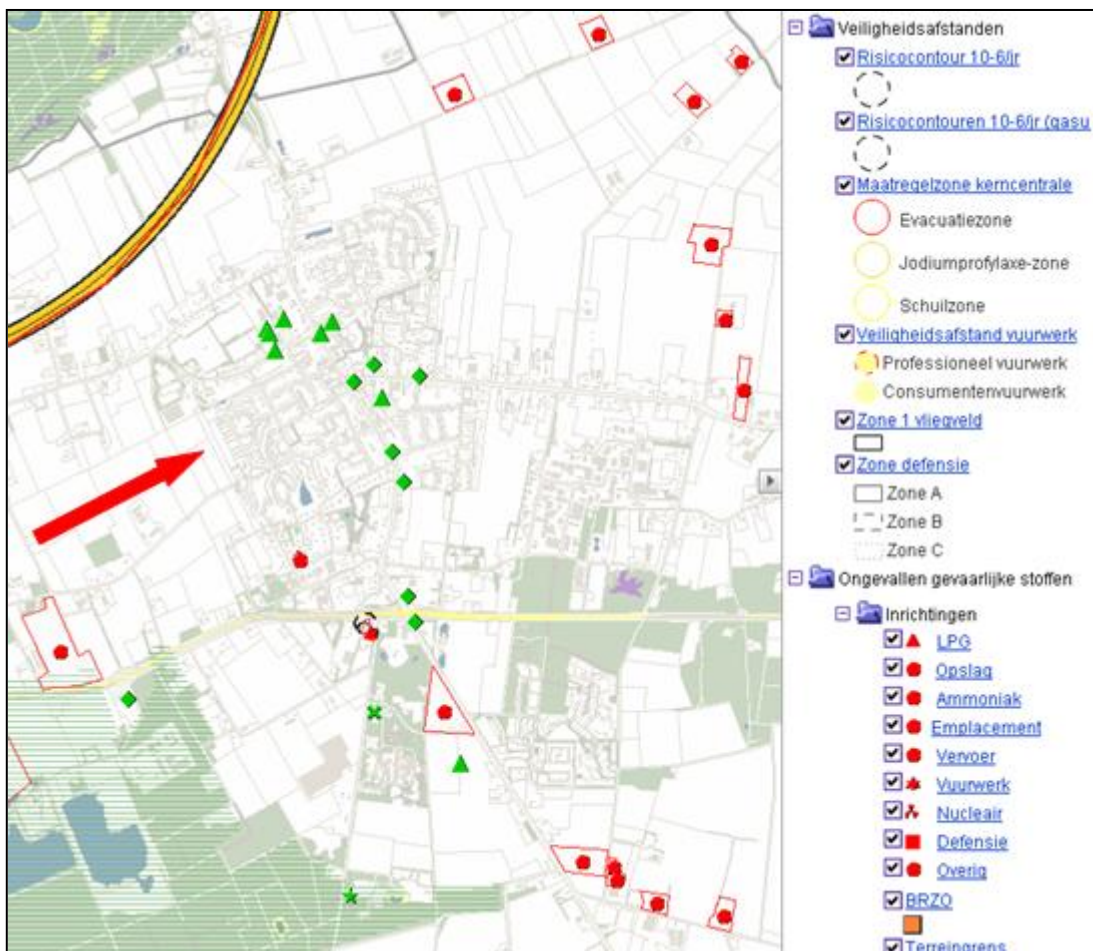 Veiligheidsafstanden
Risicocontour 10-6/jr
Risicocontouren 10-6/jr (gasu
Maatregelzone kerncentrale
Evacuatiezone
Jodiumprofylaxe-zone
Schuilzone
Veiligheidsafstand vuurwerk
Professioneel vuurwerk
Consumentenvuurwerk
Zone 1 vliegveld
Zone defensie
Zone A
Zone B
Zone C
Ongevallen gevaarlijke stoffen
Inrichtingen
LPG
Opslag
Ammoniak
Emplacement
Vervoer
Vuurwerk
Nucleair
Defensie
Overig
BRZO
Terreingrens